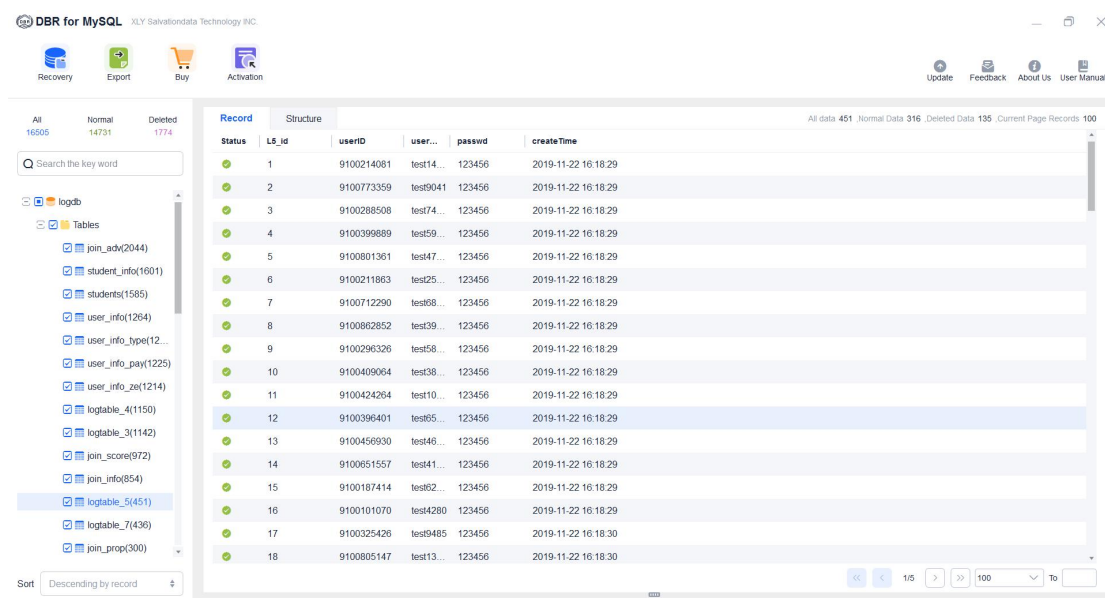 DBR for MySQL XLY Salvationdata Technology INC.
Recovery Export Buy Activation
Update Feedback About Us User Manual
All Normal Deleted
16505 14731 1774
Search the key word
logdb
Tables
join_adv(2044)
student_info(1601)
students(1585)
user_info(1264)
user_info_type(12...
user_info_pay(1225)
user_info_ze(1214)
logtable_4(1150)
logtable_3(1142)
join_score(972)
join_info(854)
logtable_5(451)
logtable_7(436)
join_prop(300)
Sort Descending by record
Record Structure
All data 451 ,Normal Data 316 ,Deleted Data 135 ,Current Page Records 100
Status L5_id userID user... passwd createTime
1 9100214081 test14... 123456 2019-11-22 16:18:29
2 9100773359 test9041 123456 2019-11-22 16:18:29
3 9100288508 test74... 123456 2019-11-22 16:18:29
4 9100399889 test59... 123456 2019-11-22 16:18:29
5 9100801361 test47... 123456 2019-11-22 16:18:29
6 9100211863 test25... 123456 2019-11-22 16:18:29
7 9100712290 test68... 123456 2019-11-22 16:18:29
8 9100862852 test39... 123456 2019-11-22 16:18:29
9 9100296326 test58... 123456 2019-11-22 16:18:29
10 9100409064 test38... 123456 2019-11-22 16:18:29
11 9100424264 test10... 123456 2019-11-22 16:18:29
12 9100396401 test65... 123456 2019-11-22 16:18:29
13 9100456930 test46... 123456 2019-11-22 16:18:29
14 9100651557 test41... 123456 2019-11-22 16:18:29
15 9100187414 test62... 123456 2019-11-22 16:18:29
16 9100101070 test4280 123456 2019-11-22 16:18:29
17 9100325426 test9485 123456 2019-11-22 16:18:30
18 9100805147 test13... 123456 2019-11-22 16:18:30
1/5 100 To